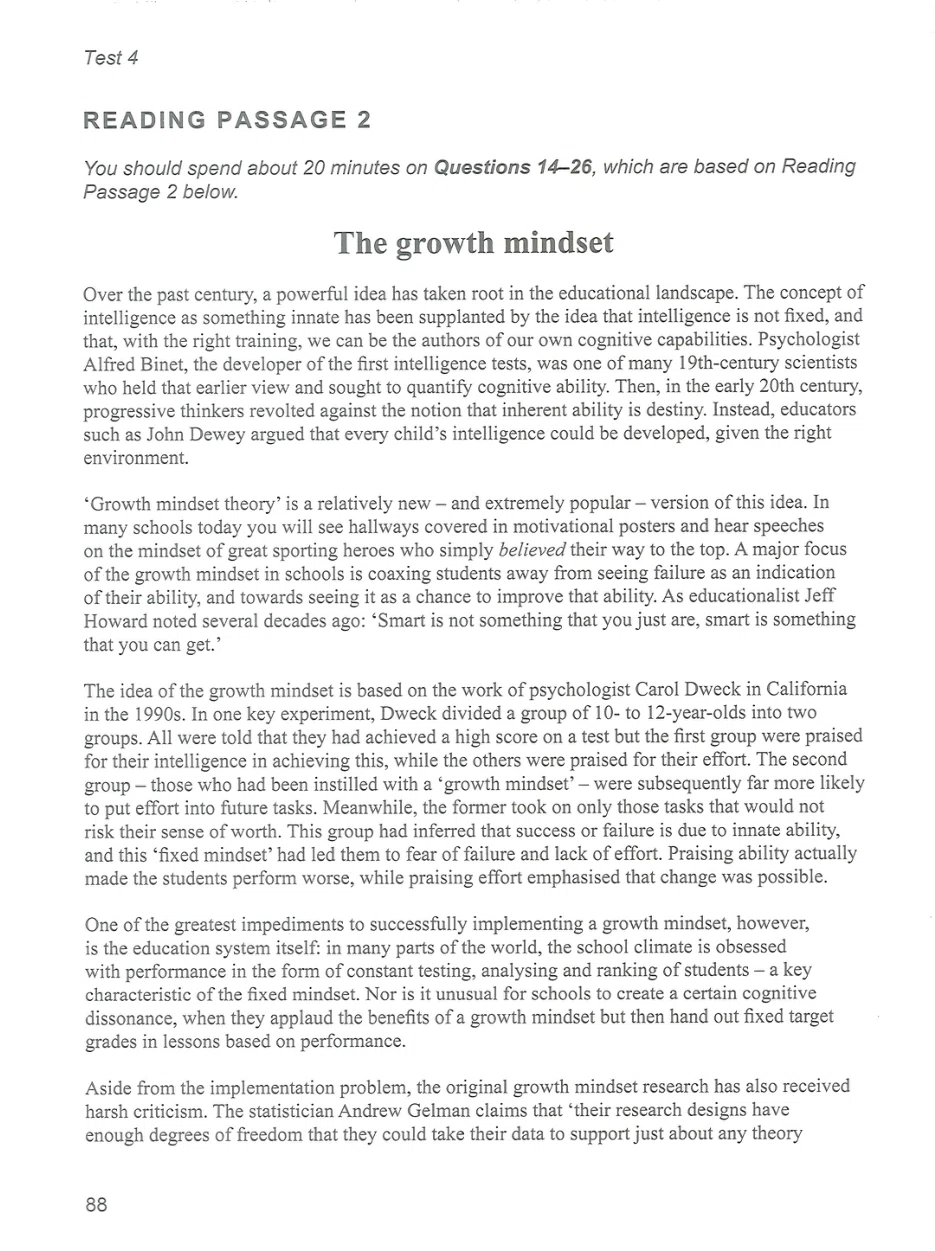 Test 4
READING PASSAGE 2
You should spend about 20 minutes on Questions 14–26, which are based on Reading
Passage 2 below.
The growth mindset
Over the past century, a powerful idea has taken root in the educational landscape. The concept of
intelligence as something innate has been supplanted by the idea that intelligence is not fixed, and
that, with the right training, we can be the authors of our own cognitive capabilities. Psychologist
Alfred Binet, the developer of the first intelligence tests, was one of many 19th-century scientists
who held that earlier view and sought to quantify cognitive ability. Then, in the early 20th century,
progressive thinkers revolted against the notion that inherent ability is destiny. Instead, educators
such as John Dewey argued that every child's intelligence could be developed, given the right
environment.
‘Growth mindset theory’ is a relatively new – and extremely popular – version of this idea. In
many schools today you will see hallways covered in motivational posters and hear speeches
on the mindset of great sporting heroes who simply believed their way to the top. A major focus
of the growth mindset in schools is coaxing students away from seeing failure as an indication
of their ability, and towards seeing it as a chance to improve that ability. As educationalist Jeff
Howard noted several decades ago: ‘Smart is not something that you just are, smart is something
that you can get.’
The idea of the growth mindset is based on the work of psychologist Carol Dweck in California
in the 1990s. In one key experiment, Dweck divided a group of 10- to 12-year-olds into two
groups. All were told that they had achieved a high score on a test but the first group were praised
for their intelligence in achieving this, while the others were praised for their effort. The second
group – those who had been instilled with a ‘growth mindset’ – were subsequently far more likely
to put effort into future tasks. Meanwhile, the former took on only those tasks that would not
risk their sense of worth. This group had inferred that success or failure is due to innate ability,
and this ‘fixed mindset’ had led them to fear of failure and lack of effort. Praising ability actually
made the students perform worse, while praising effort emphasised that change was possible.
One of the greatest impediments to successfully implementing a growth mindset, however,
is the education system itself: in many parts of the world, the school climate is obsessed
with performance in the form of constant testing, analysing and ranking of students – a key
characteristic of the fixed mindset. Nor is it unusual for schools to create a certain cognitive
dissonance, when they applaud the benefits of a growth mindset but then hand out fixed target
grades in lessons based on performance.
Aside from the implementation problem, the original growth mindset research has also received
harsh criticism. The statistician Andrew Gelman claims that ‘their research designs have
enough degrees of freedom that they could take their data to support just about any theory
88